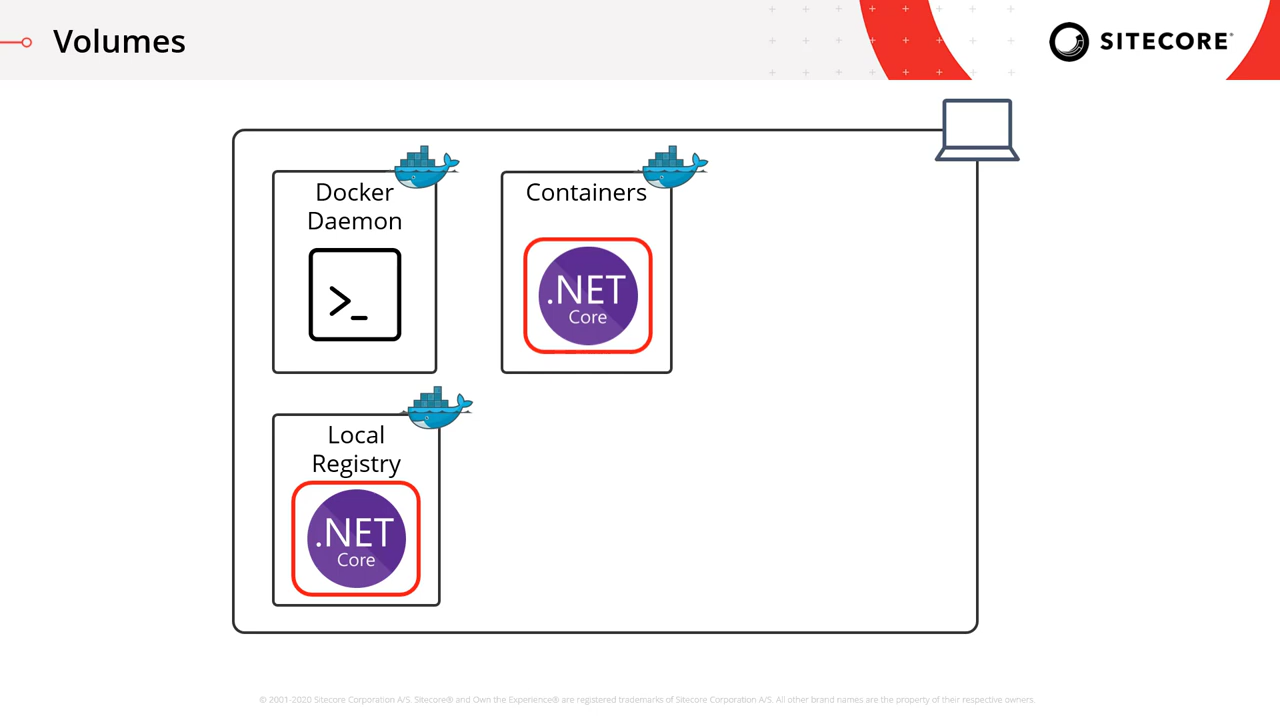 Volumes
SITECORE®
Docker
Daemon
>_
Containers
.NET
Core
Local
Registry
.NET
Core
© 2001-2020 Sitecore Corporation A/S. Sitecore® and Own the Experience® are registered trademarks of Sitecore Corporation A/S. All other brand names are the property of their respective owners.